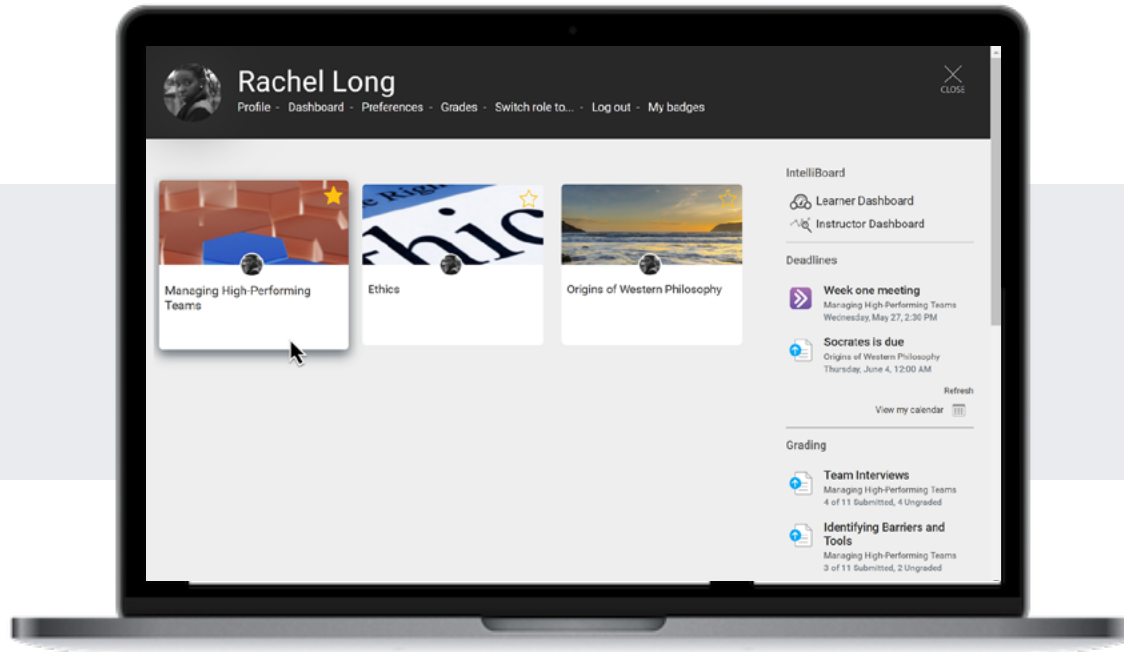 Rachel Long
Profile - Dashboard - Preferences - Grades - Switch role to... - Log out - My badges
CLOSE
Managing High-Performing
Teams
e Righ
thic
Ethics
Origins of Western Philosophy
IntelliBoard
Learner Dashboard
Instructor Dashboard
Deadlines
Week one meeting
Managing High-Performing Teams
Wednesday, May 27, 2:30 PM
Socrates is due
Origins of Western Philosophy
Thursday, June 4, 12:00 AM
Refresh
View my calendar
Grading
Team Interviews
Managing High-Performing Teams
4 of 11 Submitted, 4 Ungraded
Identifying Barriers and
Tools
Managing High-Performing Teams
3 of 11 Submitted, 2 Ungraded